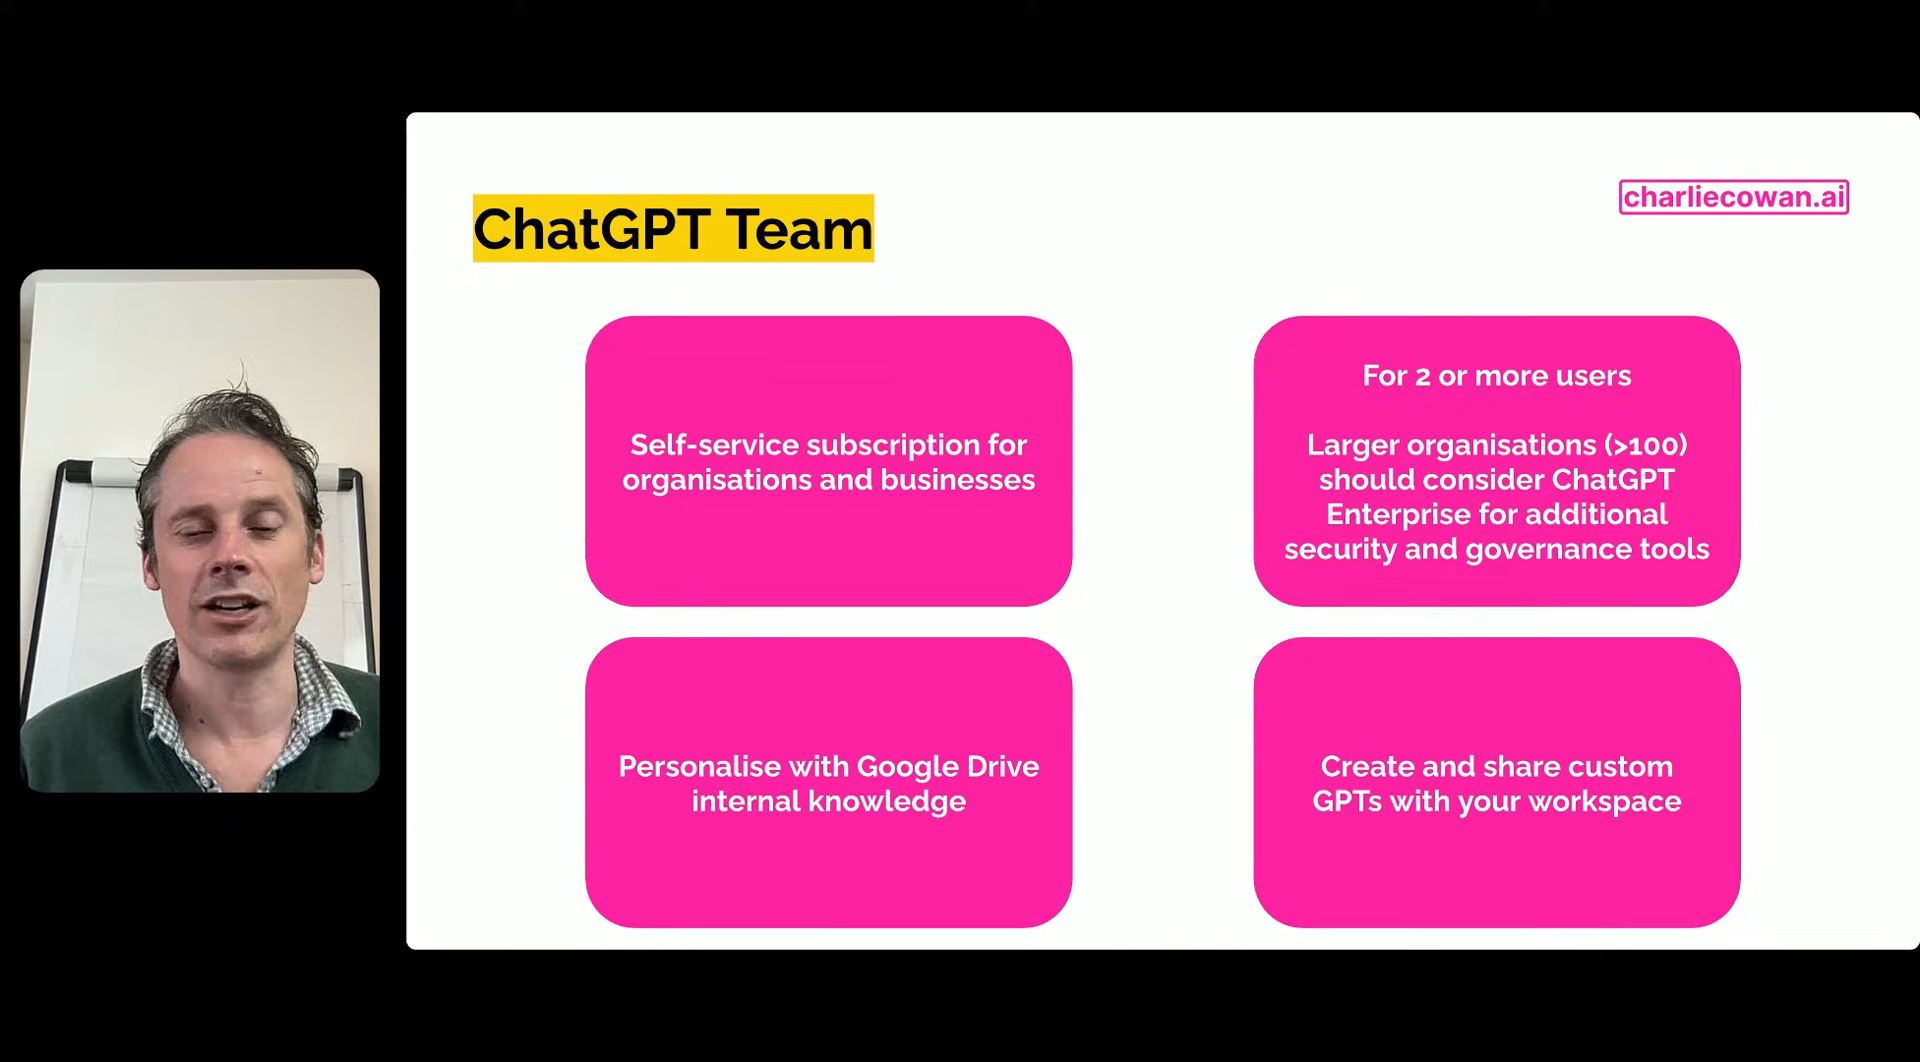 charliecowan.ai
ChatGPT Team
Self-service subscription for
organisations and businesses
For 2 or more users
Larger organisations (>100)
should consider ChatGPT
Enterprise for additional
security and governance tools
Personalise with Google Drive
internal knowledge
Create and share custom
GPTs with your workspace